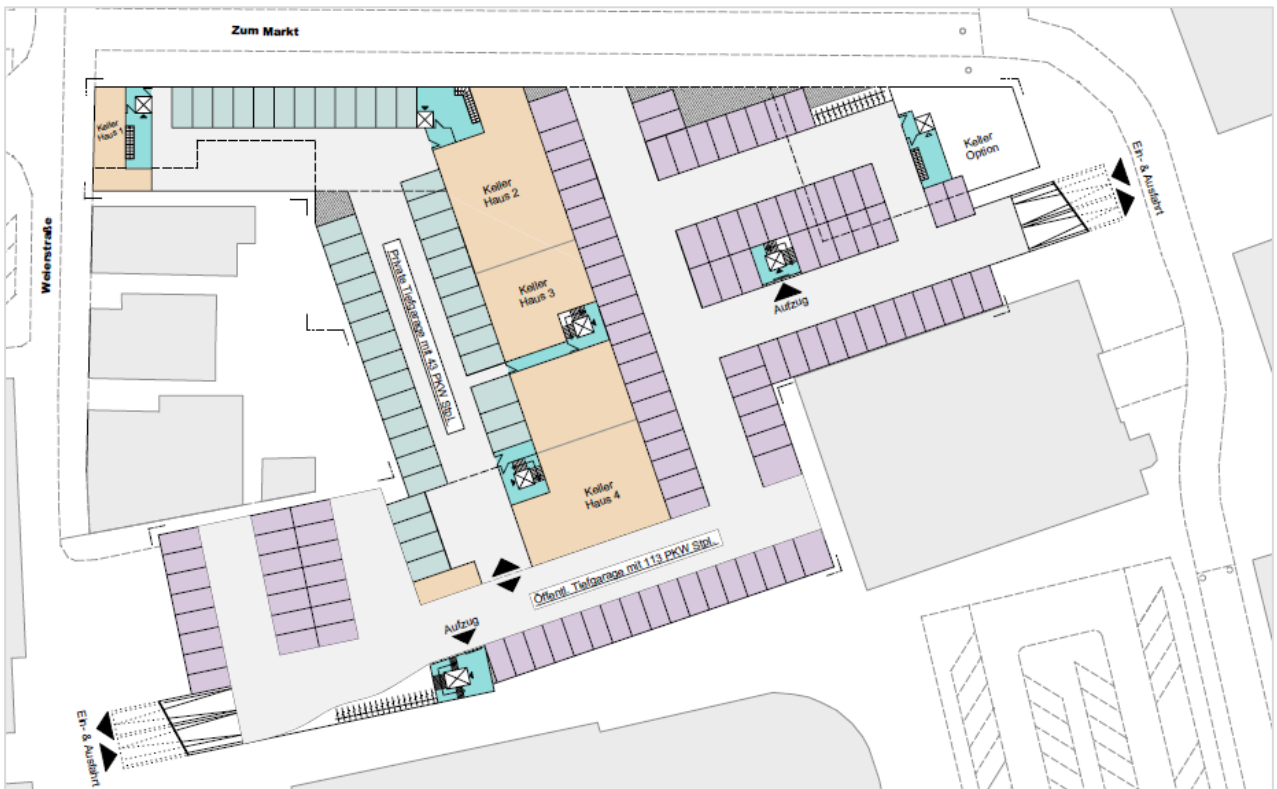 Zum Markt
Weierstraße
Keller
Haus 1
Keller
Haus 2
Keller
Option
Ein- & Ausfahrt
Private Tiefgarage mit 43 PKW Stpl.
Keller
Haus 3
Aufzug
Keller
Haus 4
Öffentl. Tiefgarage mit 113 PKW Stpl.
Aufzug
Ein- & Ausfahrt